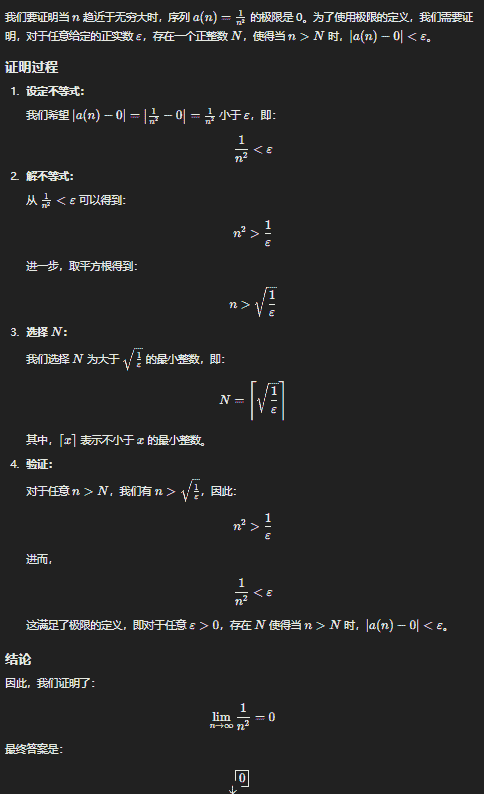 我们要证明当 n 趋近于无穷大时，序列 a(n) = 1/n² 的极限是 0。为了使用极限的定义，我们需要证
明，对于任意给定的正实数 ε，存在一个正整数 N，使得当 n > N 时，|a(n) − 0| < ε。
证明过程
1. 设定不等式：
我们希望 |a(n) − 0| = |1/n² − 0| = 1/n² 小于 ε，即：
1/n² < ε
2. 解不等式：
从 1/n² < ε 可以得到：
n² > 1/ε
进一步，取平方根得到：
n > √(1/ε)
3. 选择 N：
我们选择 N 为大于 √(1/ε) 的最小整数，即：
N = ⌈√(1/ε)⌉
其中，⌈x⌉ 表示不小于 x 的最小整数。
4. 验证：
对于任意 n > N，我们有 n > √(1/ε)，因此：
n² > 1/ε
进而，
1/n² < ε
这满足了极限的定义，即对于任意 ε > 0，存在 N 使得当 n > N 时，|a(n) − 0| < ε。
结论
因此，我们证明了：
lim n→∞ 1/n² = 0
最终答案是：
0